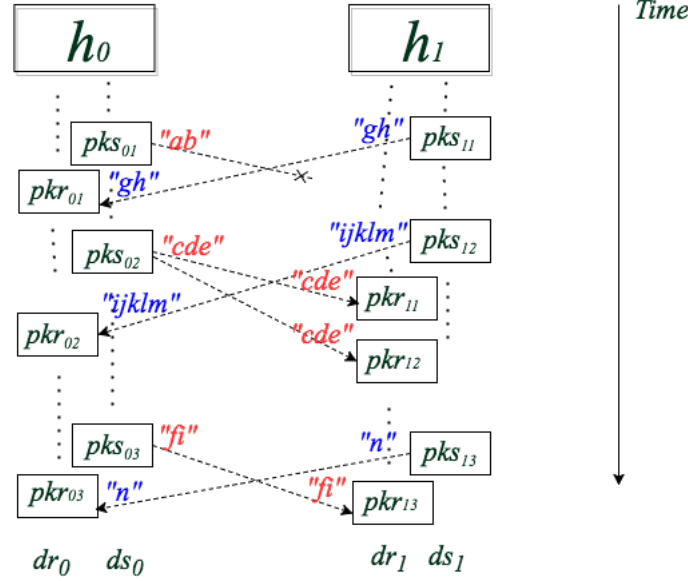 Time
h0 h1
pks01 "ab" "gh" pks11
pkr01 "gh"
pks02 "cde" "ijklm" pks12
"ijklm" "cde" pkr11
pkr02 "cde" pkr12
pks03 "fi" "n" pks13
pkr03 "n" "fi" pkr13
dr0 ds0 dr1 ds1